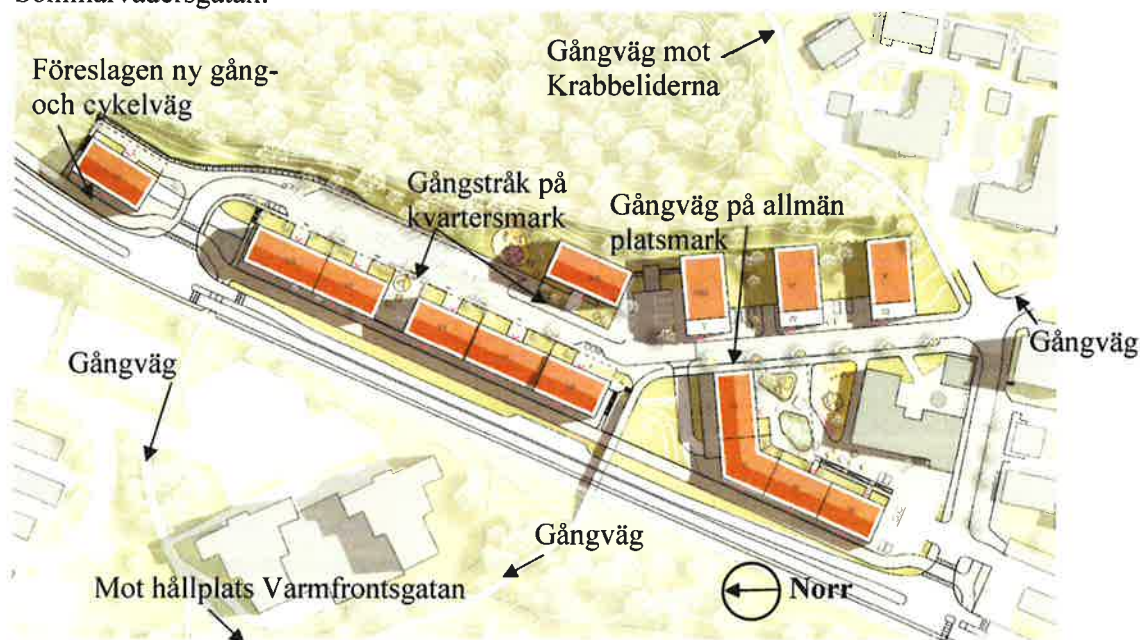 Sommarvädersgatan.
Gångväg mot
Krabbeliderna
Föreslagen ny gång-
och cykelväg
Gångstråk på
kvartersmark
Gångväg på allmän
platsmark
Gångväg
Gångväg
Gångväg
Mot hållplats Varmfrontsgatan
Norr